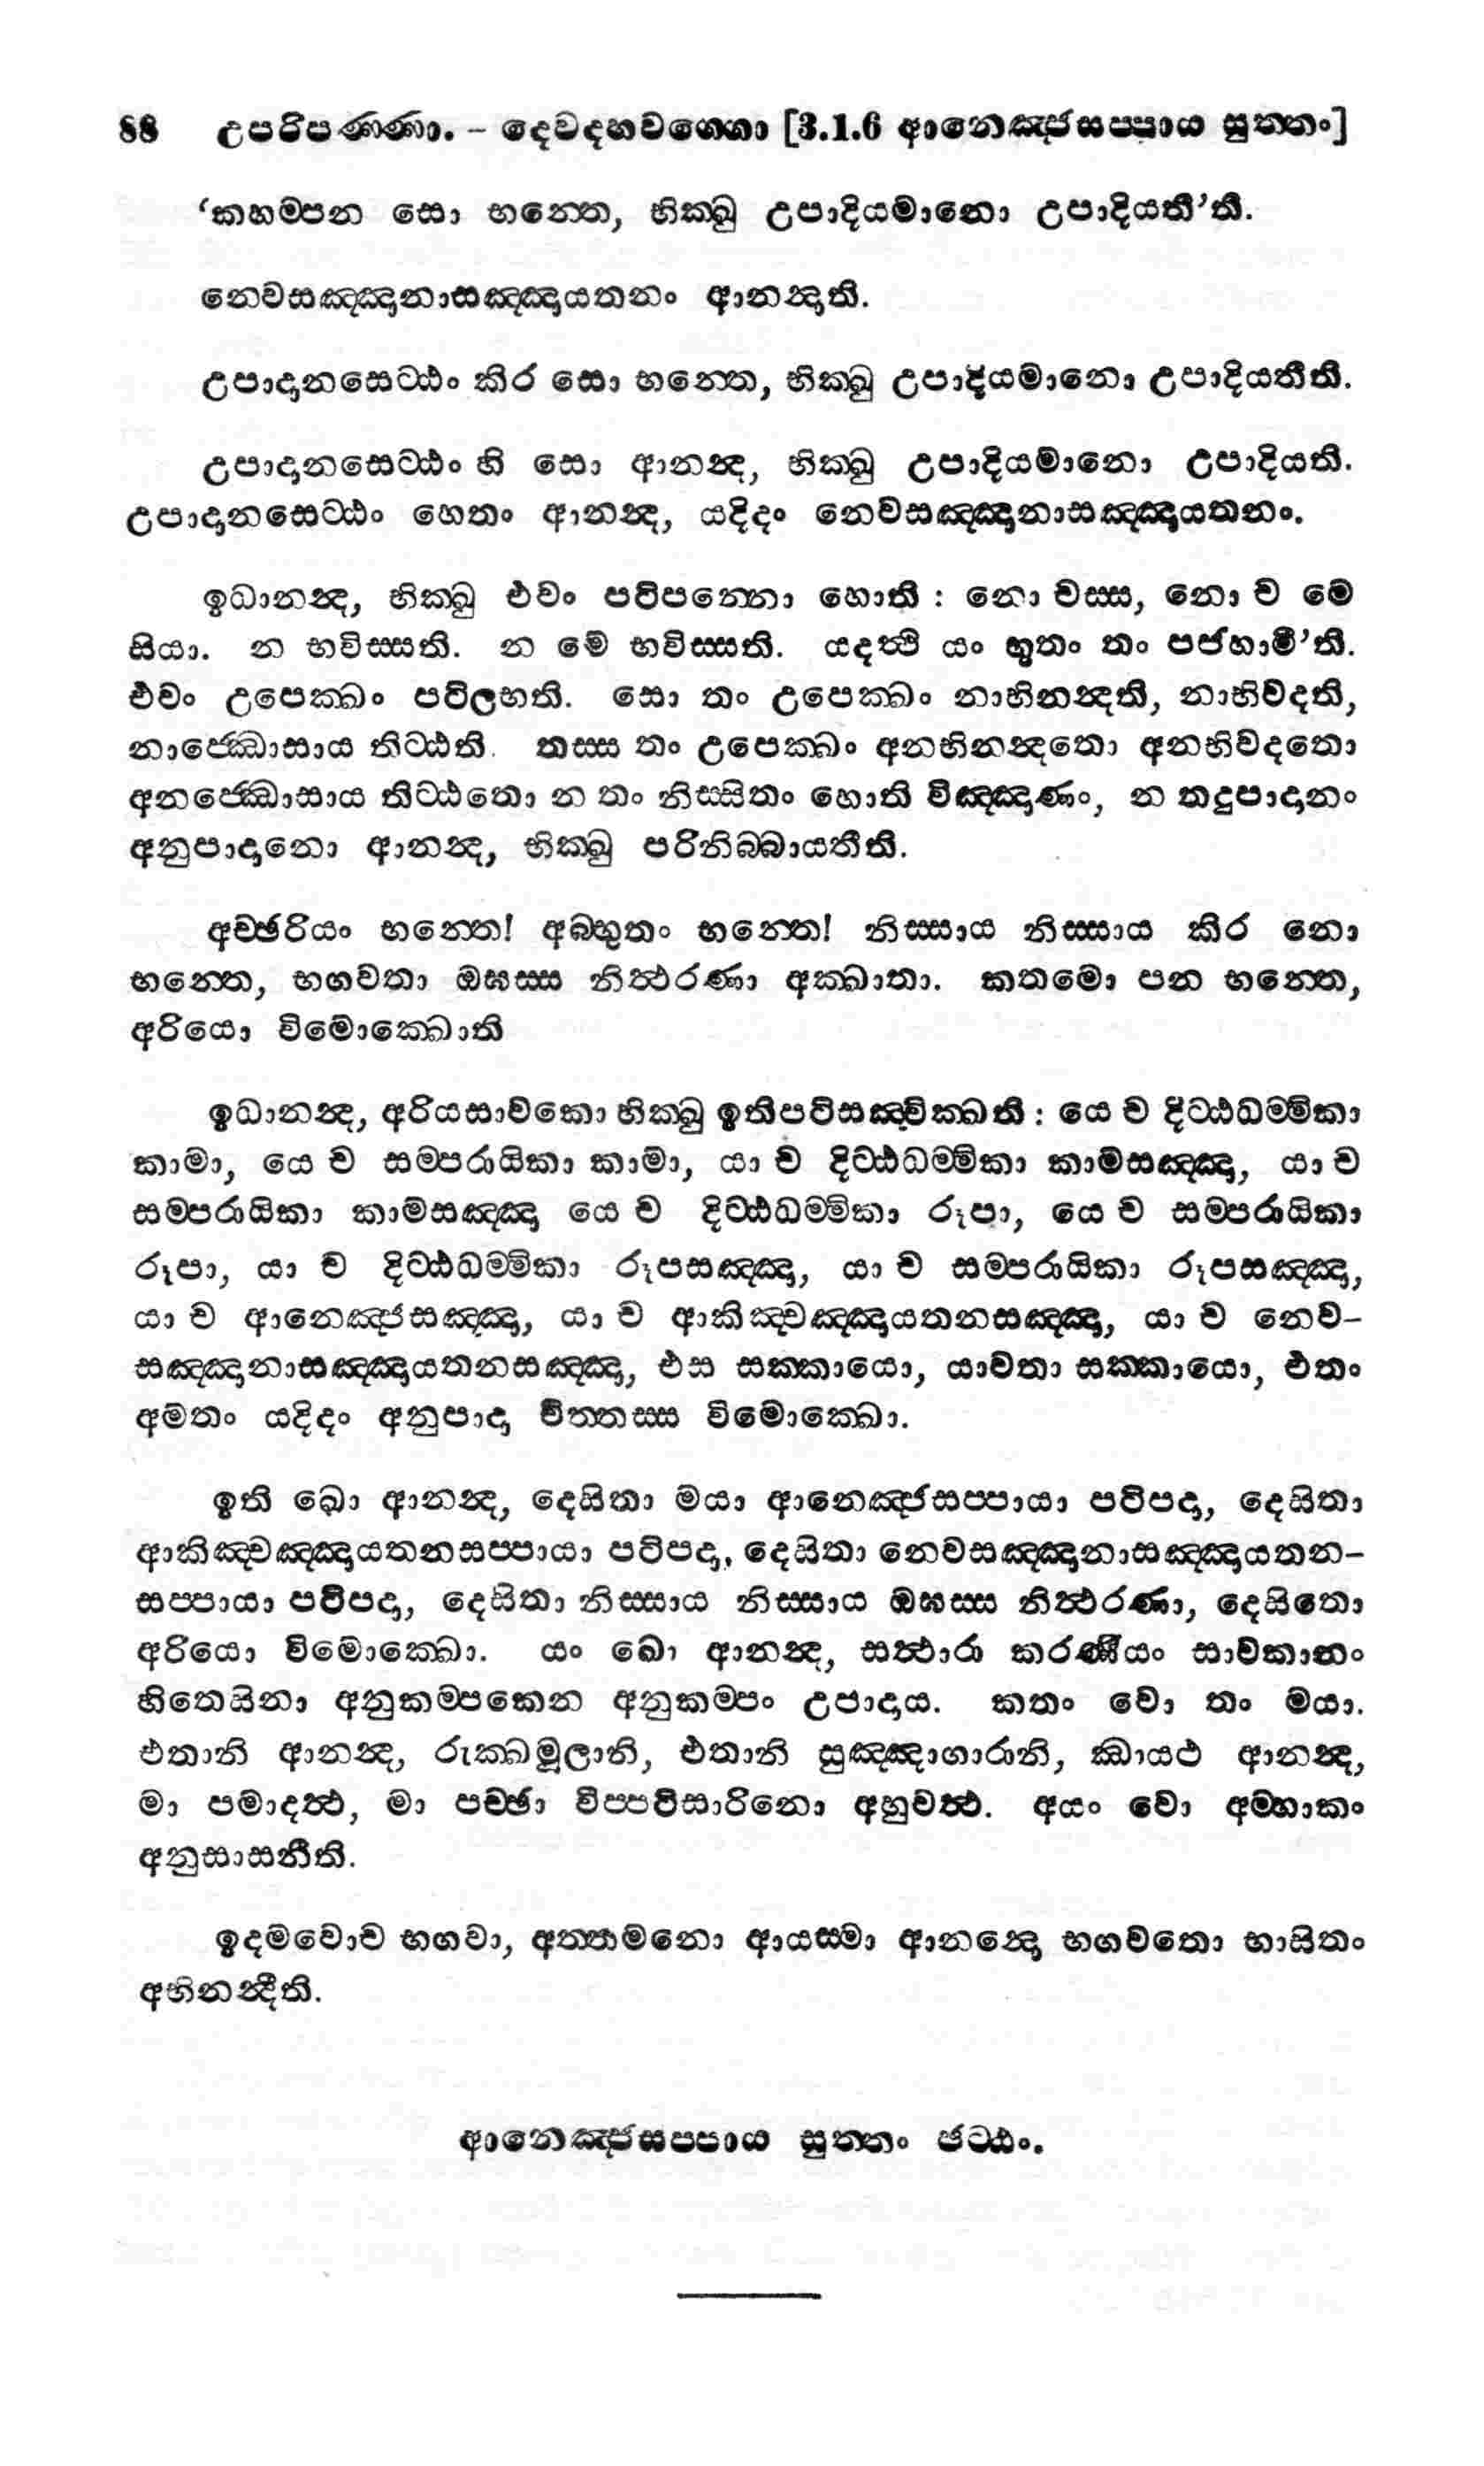 88 උපරිපණ්ණා. – දෙවදහවග්ගො [3.1.6 ආනෙඤ්ජසප්පාය සුත්තං]
‘කහම්පන සො භන්තෙ, භික්ඛු උපාදියමානො උපාදියතී’ති.
නෙවසඤ්ඤානාසඤ්ඤායතනං ආනන්දාති.
උපාදානසෙට්ඨං කිර සො භන්තෙ, භික්ඛු උපාදියමානො උපාදියතීති.
උපාදානසෙට්ඨං හි සො ආනන්ද, භික්ඛු උපාදියමානො උපාදියති.
උපාදානසෙට්ඨං හෙතං ආනන්ද, යදිදං නෙවසඤ්ඤානාසඤ්ඤායතනං.
ඉධානන්ද, භික්ඛු එවං පටිපන්නො හොති : නො චස්ස, නො ච මෙ
සියා. න භවිස්සති. න මෙ භවිස්සති. යදත්ථි යං භූතං තං පජහාමී’ති.
එවං උපෙක්ඛං පටිලභති. සො තං උපෙක්ඛං නාභිනන්දති, නාභිවදති,
නාජ්ඣොසාය තිට්ඨති. තස්ස තං උපෙක්ඛං අනභිනන්දතො අනභිවදතො
අනජ්ඣොසාය තිට්ඨතො න තං නිස්සිතං හොති විඤ්ඤාණං, න තදුපාදානං
අනුපාදානො ආනන්ද, භික්ඛු පරිනිබ්බායතීති.
අච්ඡරියං භන්තෙ! අබ්භුතං භන්තෙ! නිස්සාය නිස්සාය කිර නො
භන්තෙ, භගවතා ඔඝස්ස නිත්ථරණා අක්ඛාතා. කතමො පන භන්තෙ,
අරියො විමොක්ඛොති
ඉධානන්ද, අරියසාවකො භික්ඛු ඉතිපටිසඤ්චික්ඛති : යෙ ච දිට්ඨධම්මිකා
කාමා, යෙ ච සම්පරායිකා කාමා, යා ච දිට්ඨධම්මිකා කාමසඤ්ඤා, යා ච
සම්පරායිකා කාමසඤ්ඤා යෙ ච දිට්ඨධම්මිකා රූපා, යෙ ච සම්පරායිකා
රූපා, යා ච දිට්ඨධම්මිකා රූපසඤ්ඤා, යා ච සම්පරායිකා රූපසඤ්ඤා,
යා ච ආනෙඤ්ජසඤ්ඤා, යා ච ආකිඤ්චඤ්ඤායතනසඤ්ඤා, යා ච නෙව–
සඤ්ඤානාසඤ්ඤායතනසඤ්ඤා, එස සක්කායො, යාවතා සක්කායො, එතං
අමතං යදිදං අනුපාදා චිත්තස්ස විමොක්ඛො.
ඉති ඛො ආනන්ද, දෙසිතා මයා ආනෙඤ්ජසප්පායා පටිපදා, දෙසිතා
ආකිඤ්චඤ්ඤායතනසප්පායා පටිපදා, දෙසිතා නෙවසඤ්ඤානාසඤ්ඤායතන–
සප්පායා පටිපදා, දෙසිතා නිස්සාය නිස්සාය ඔඝස්ස නිත්ථරණා, දෙසිතො
අරියො විමොක්ඛො. යං ඛො ආනන්ද, සත්ථාරා කරණීයං සාවකානං
හිතෙසිනා අනුකම්පකෙන අනුකම්පං උපාදාය. කතං වො තං මයා.
එතානි ආනන්ද, රුක්ඛමූලානි, එතානි සුඤ්ඤාගාරානි, ඣායථ ආනන්ද,
මා පමාදත්ථ, මා පච්ඡා විප්පටිසාරිනො අහුවත්ථ. අයං වො අම්හාකං
අනුසාසනීති.
ඉදමවොච භගවා, අත්තමනො ආයස්මා ආනන්දො භගවතො භාසිතං
අභිනන්දීති.
ආනෙඤ්ජසප්පාය සුත්තං ඡට්ඨං.